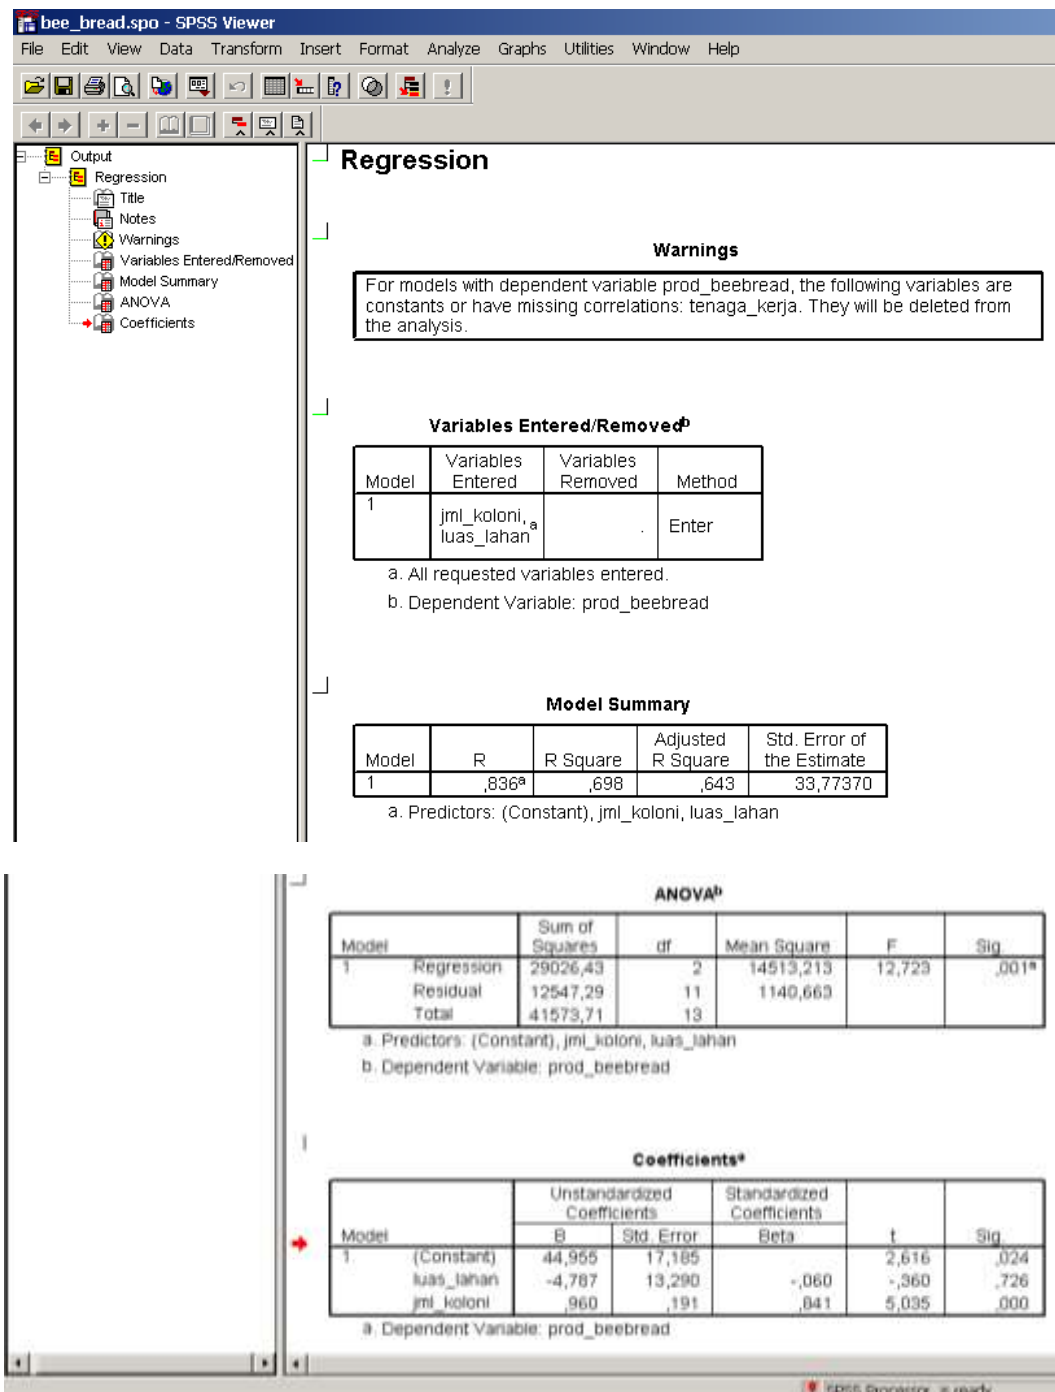 bee_bread.spo - SPSS Viewer
File Edit View Data Transform Insert Format Analyze Graphs Utilities Window Help
Output
Regression
Title
Notes
Warnings
Variables Entered/Removed
Model Summary
ANOVA
Coefficients
Regression
Warnings
For models with dependent variable prod_beebread, the following variables are
constants or have missing correlations: tenaga_kerja. They will be deleted from
the analysis.
Variables Entered/Removedb
Variables Variables
Model Entered Removed Method
1 jml_koloni, luas_lahan a . Enter
a. All requested variables entered.
b. Dependent Variable: prod_beebread
Model Summary
Adjusted Std. Error of
Model R R Square R Square the Estimate
1 ,836a ,698 ,643 33,77370
a. Predictors: (Constant), jml_koloni, luas_lahan
ANOVAb
Sum of
Model Squares df Mean Square F Sig.
1 Regression 29026,43 2 14513,213 12,723 ,001a
Residual 12547,29 11 1140,663
Total 41573,71 13
a. Predictors: (Constant), jml_koloni, luas_lahan
b. Dependent Variable: prod_beebread
Coefficientsa
Unstandardized Standardized
Coefficients Coefficients
Model B Std. Error Beta t Sig.
1 (Constant) 44,955 17,185 2,616 ,024
luas_lahan -4,787 13,290 -,060 -,360 ,726
jml_koloni ,960 ,191 ,841 5,035 ,000
a. Dependent Variable: prod_beebread
SPSS Processor is ready